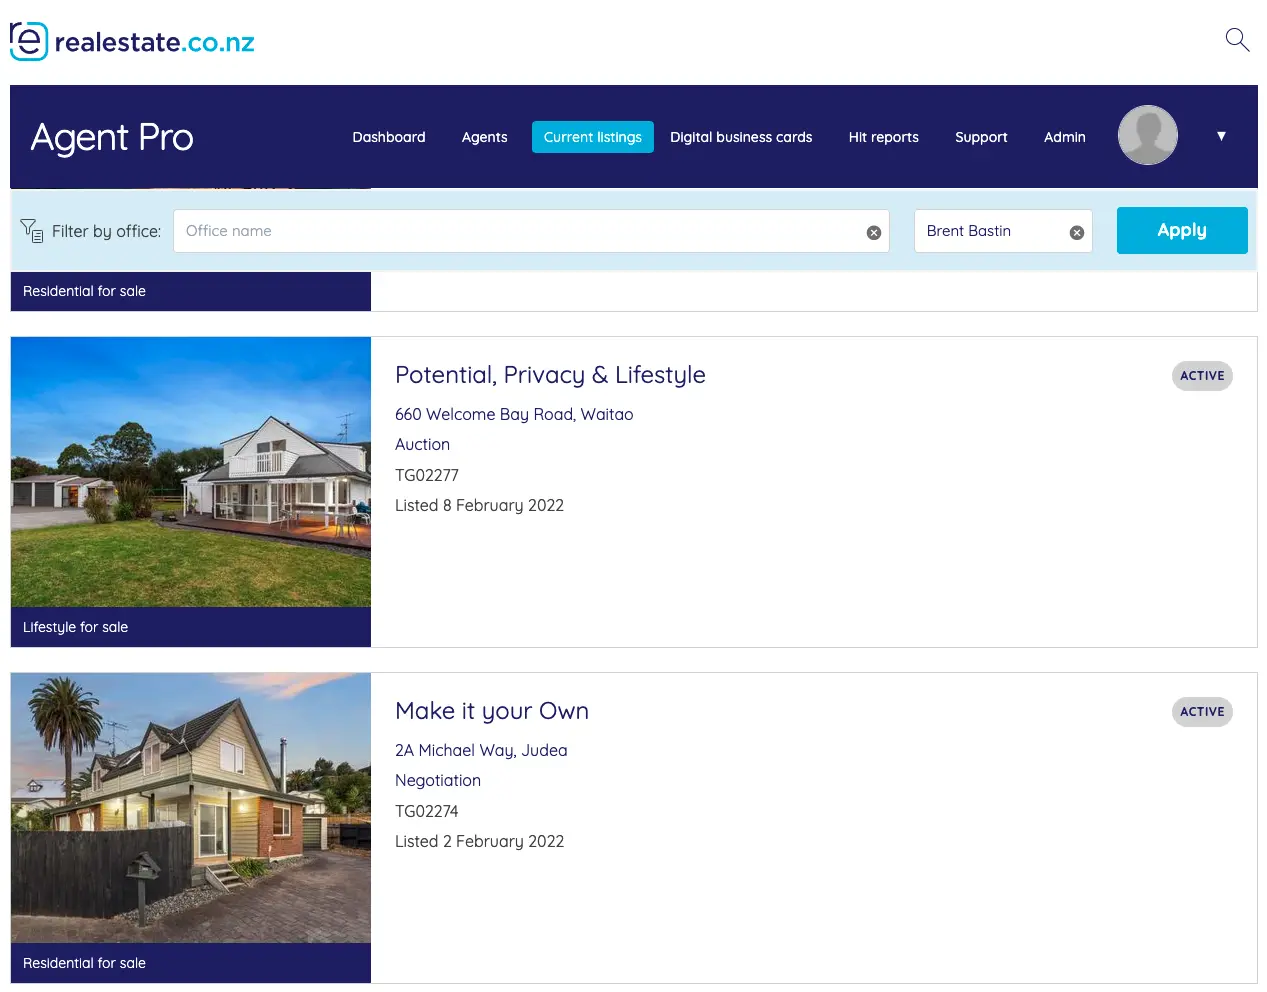 realestate.co.nz
Agent Pro
Dashboard
Agents
Current listings
Digital business cards
Hit reports
Support
Admin
Filter by office:
Office name
Brent Bastin
Apply
Residential for sale
Potential, Privacy & Lifestyle
ACTIVE
660 Welcome Bay Road, Waitao
Auction
TG02277
Listed 8 February 2022
Lifestyle for sale
Make it your Own
ACTIVE
2A Michael Way, Judea
Negotiation
TG02274
Listed 2 February 2022
Residential for sale